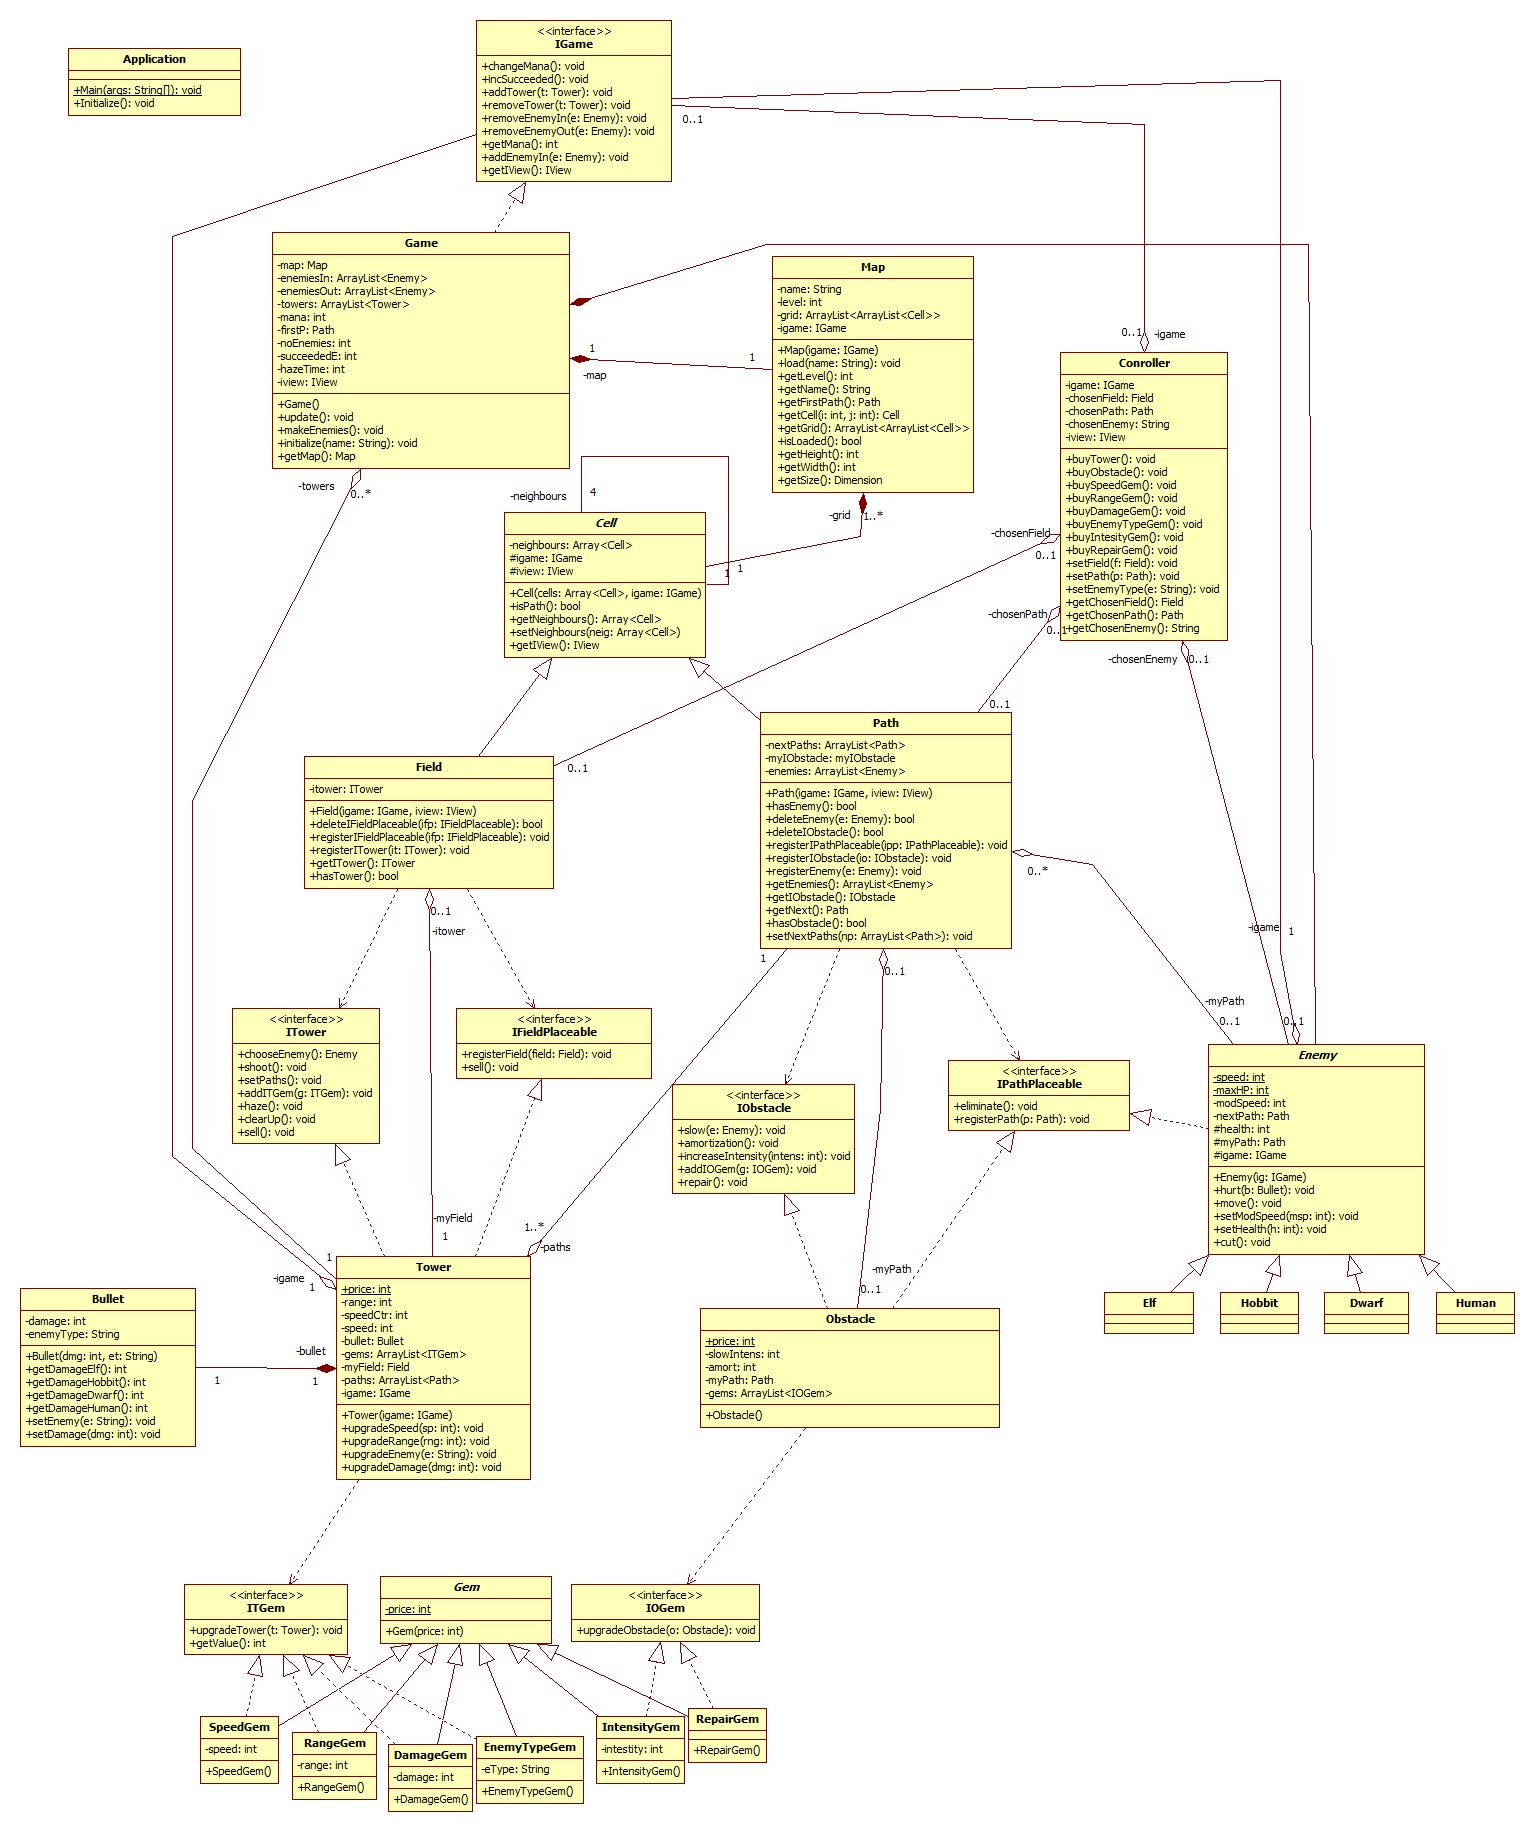 <<interface>>
IGame
+changeMana(): void
+incSucceeded(): void
+addTower(t: Tower): void
+removeTower(t: Tower): void
+removeEnemyIn(e: Enemy): void
+removeEnemyOut(e: Enemy): void
+getMana(): int
+addEnemyIn(e: Enemy): void
+getIView(): IView
Application
+Main(args: String[]): void
+Initialize(): void
0..1
Game
-map: Map
-enemiesIn: ArrayList<Enemy>
-enemiesOut: ArrayList<Enemy>
-towers: ArrayList<Tower>
-mana: int
-firstP: Path
-noEnemies: int
-succeededE: int
-hazeTime: int
-iview: IView
+Game()
+update(): void
+makeEnemies(): void
+initialize(name: String): void
+getMap(): Map
1
-map
1
-towers
0..*
Map
-name: String
-level: int
-grid: ArrayList<ArrayList<Cell>>
-igame: IGame
+Map(igame: IGame)
+load(name: String): void
+getLevel(): int
+getName(): String
+getFirstPath(): Path
+getCell(i: int, j: int): Cell
+getGrid(): ArrayList<ArrayList<Cell>>
+isLoaded(): bool
+getHeight(): int
+getWidth(): int
+getSize(): Dimension
-grid
1..*
0..1
-igame
Conroller
-igame: IGame
-chosenField: Field
-chosenPath: Path
-chosenEnemy: String
-iview: IView
+buyTower(): void
+buyObstacle(): void
+buySpeedGem(): void
+buyRangeGem(): void
+buyDamageGem(): void
+buyEnemyTypeGem(): void
+buyIntesityGem(): void
+buyRepairGem(): void
+setField(f: Field): void
+setPath(p: Path): void
+setEnemyType(e: String): void
+getChosenField(): Field
+getChosenPath(): Path
+getChosenEnemy(): String
-chosenField
0..1
-chosenPath
0..1
-chosenEnemy
0..1
-neighbours
4
Cell
-neighbours: Array<Cell>
#igame: IGame
#iview: IView
+Cell(cells: Array<Cell>, igame: IGame)
+isPath(): bool
+getNeighbours(): Array<Cell>
+setNeighbours(neig: Array<Cell>)
+getIView(): IView
1
1
0..1
Field
-itower: ITower
+Field(igame: IGame, iview: IView)
+deleteIFieldPlaceable(ifp: IFieldPlaceable): bool
+registerIFieldPlaceable(ifp: IFieldPlaceable): void
+registerITower(it: ITower): void
+getITower(): ITower
+hasTower(): bool
0..1
0..1
-itower
Path
-nextPaths: ArrayList<Path>
-myIObstacle: myIObstacle
-enemies: ArrayList<Enemy>
+Path(igame: IGame, iview: IView)
+hasEnemy(): bool
+deleteEnemy(e: Enemy): bool
+deleteIObstacle(): bool
+registerIPathPlaceable(ipp: IPathPlaceable): void
+registerIObstacle(io: IObstacle): void
+registerEnemy(e: Enemy): void
+getEnemies(): ArrayList<Enemy>
+getIObstacle(): IObstacle
+getNext(): Path
+hasObstacle(): bool
+setNextPaths(np: ArrayList<Path>): void
0..*
1
0..1
-igame
1
-myPath
0..1
0..1
<<interface>>
ITower
+chooseEnemy(): Enemy
+shoot(): void
+setPaths(): void
+addITGem(g: ITGem): void
+haze(): void
+clearUp(): void
+sell(): void
<<interface>>
IFieldPlaceable
+registerField(field: Field): void
+sell(): void
<<interface>>
IObstacle
+slow(e: Enemy): void
+amortization(): void
+increaseIntensity(intens: int): void
+addIOGem(g: IOGem): void
+repair(): void
<<interface>>
IPathPlaceable
+eliminate(): void
+registerPath(p: Path): void
Enemy
-speed: int
-maxHP: int
-modSpeed: int
-nextPath: Path
#health: int
#myPath: Path
#igame: IGame
+Enemy(ig: IGame)
+hurt(b: Bullet): void
+move(): void
+setModSpeed(msp: int): void
+setHealth(h: int): void
+cut(): void
Elf
Hobbit
Dwarf
Human
-myField
1
1..*
-paths
1
-igame
1
-myPath
0..1
Tower
+price: int
-range: int
-speedCtr: int
-speed: int
-bullet: Bullet
-gems: ArrayList<ITGem>
-myField: Field
-paths: ArrayList<Path>
-igame: IGame
+Tower(igame: IGame)
+upgradeSpeed(sp: int): void
+upgradeRange(rng: int): void
+upgradeEnemy(e: String): void
+upgradeDamage(dmg: int): void
Bullet
-damage: int
-enemyType: String
+Bullet(dmg: int, et: String)
+getDamageElf(): int
+getDamageHobbit(): int
+getDamageDwarf(): int
+getDamageHuman(): int
+setEnemy(e: String): void
+setDamage(dmg: int): void
-bullet
1
1
Obstacle
+price: int
-slowIntens: int
-amort: int
-myPath: Path
-gems: ArrayList<IOGem>
+Obstacle()
<<interface>>
ITGem
+upgradeTower(t: Tower): void
+getValue(): int
Gem
-price: int
+Gem(price: int)
<<interface>>
IOGem
+upgradeObstacle(o: Obstacle): void
SpeedGem
-speed: int
+SpeedGem()
RangeGem
-range: int
+RangeGem()
DamageGem
-damage: int
+DamageGem()
EnemyTypeGem
-eType: String
+EnemyTypeGem()
IntensityGem
-intestity: int
+IntensityGem()
RepairGem
+RepairGem()